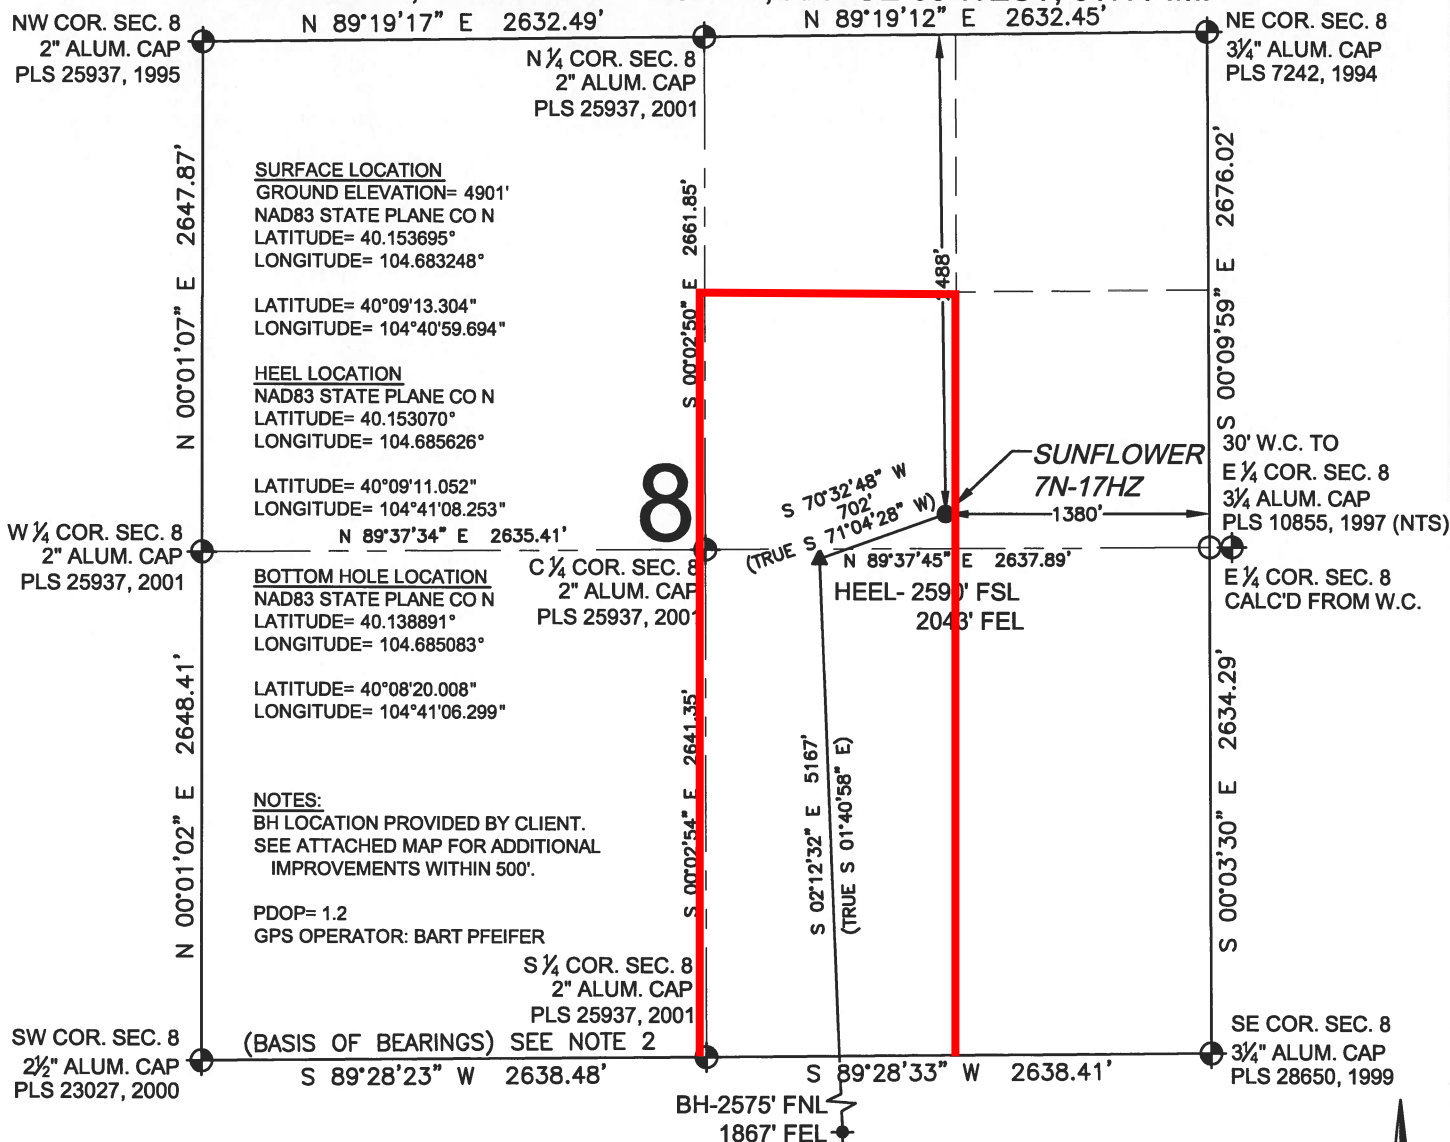 N 89°19'17" E 2632.49'
N 89°19'12" E 2632.45'
NW COR. SEC. 8
2" ALUM. CAP
PLS 25937, 1995
N 1/4 COR. SEC. 8
2" ALUM. CAP
PLS 25937, 2001
NE COR. SEC. 8
3 1/4" ALUM. CAP
PLS 7242, 1994
N 00°01'07" E 2647.87'
SURFACE LOCATION
GROUND ELEVATION= 4901'
NAD83 STATE PLANE CO N
LATITUDE= 40.153695°
LONGITUDE= 104.683248°
LATITUDE= 40°09'13.304"
LONGITUDE= 104°40'59.694"
HEEL LOCATION
NAD83 STATE PLANE CO N
LATITUDE= 40.153070°
LONGITUDE= 104.685626°
LATITUDE= 40°09'11.052"
LONGITUDE= 104°41'08.253"
S 00°02'50" E 2661.85'
488'
S 00°09'59" E 2676.02'
8
S 70°32'48" W
702'
(TRUE S 71°04'28" W)
SUNFLOWER
7N-17HZ
1380'
30' W.C. TO
E 1/4 COR. SEC. 8
3 1/4 ALUM. CAP
PLS 10855, 1997 (NTS)
W 1/4 COR. SEC. 8
2" ALUM. CAP
PLS 25937, 2001
N 89°37'34" E 2635.41'
C 1/4 COR. SEC. 8
2" ALUM. CAP
PLS 25937, 2001
N 89°37'45" E 2637.89'
HEEL- 2590' FSL
2043' FEL
E 1/4 COR. SEC. 8
CALC'D FROM W.C.
BOTTOM HOLE LOCATION
NAD83 STATE PLANE CO N
LATITUDE= 40.138891°
LONGITUDE= 104.685083°
LATITUDE= 40°08'20.008"
LONGITUDE= 104°41'06.299"
N 00°01'02" E 2648.41'
S 00°02'54" E 2641.35'
S 02°12'32" E 5167'
(TRUE S 01°40'58" E)
S 00°03'30" E 2634.29'
NOTES:
BH LOCATION PROVIDED BY CLIENT.
SEE ATTACHED MAP FOR ADDITIONAL
IMPROVEMENTS WITHIN 500'.
PDOP= 1.2
GPS OPERATOR: BART PFEIFER
S 1/4 COR. SEC. 8
2" ALUM. CAP
PLS 25937, 2001
SW COR. SEC. 8
2 1/2" ALUM. CAP
PLS 23027, 2000
(BASIS OF BEARINGS) SEE NOTE 2
S 89°28'23" W 2638.48'
S 89°28'33" W 2638.41'
SE COR. SEC. 8
3 1/4" ALUM. CAP
PLS 28650, 1999
BH-2575' FNL
1867' FEL